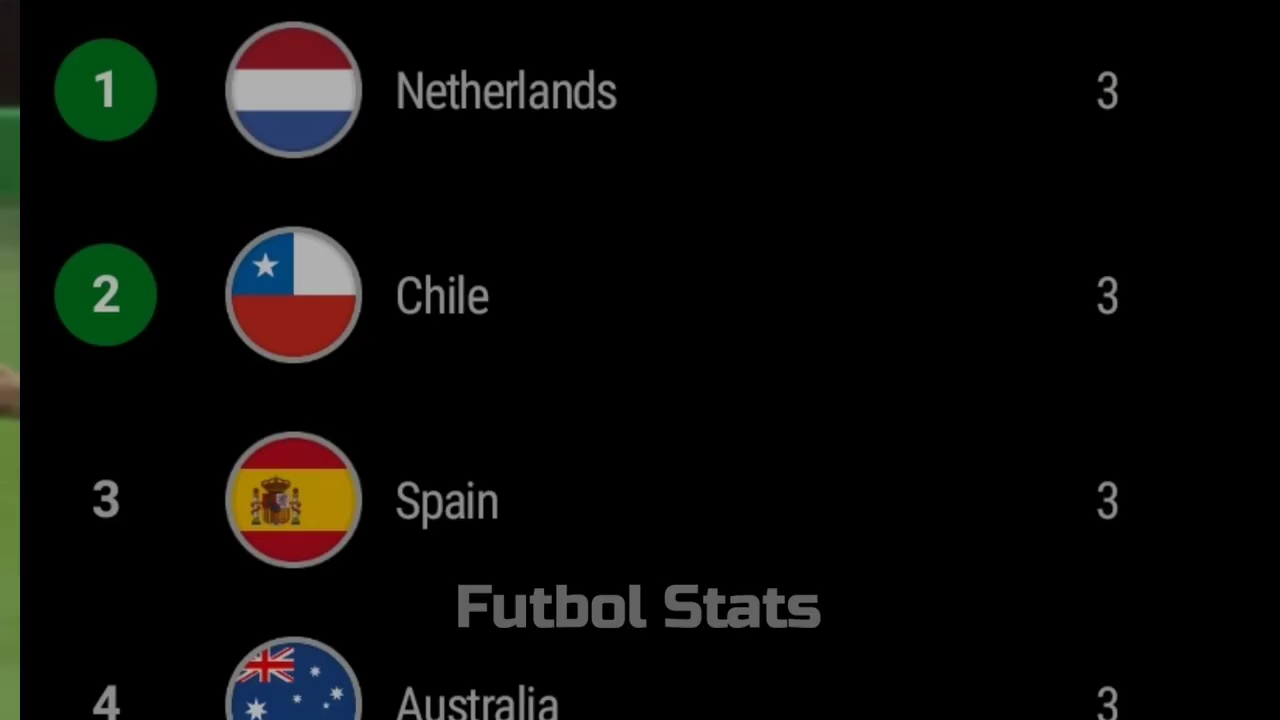 1 Netherlands 3
2 Chile 3
3 Spain 3
Futbol Stats
4 Australia 3